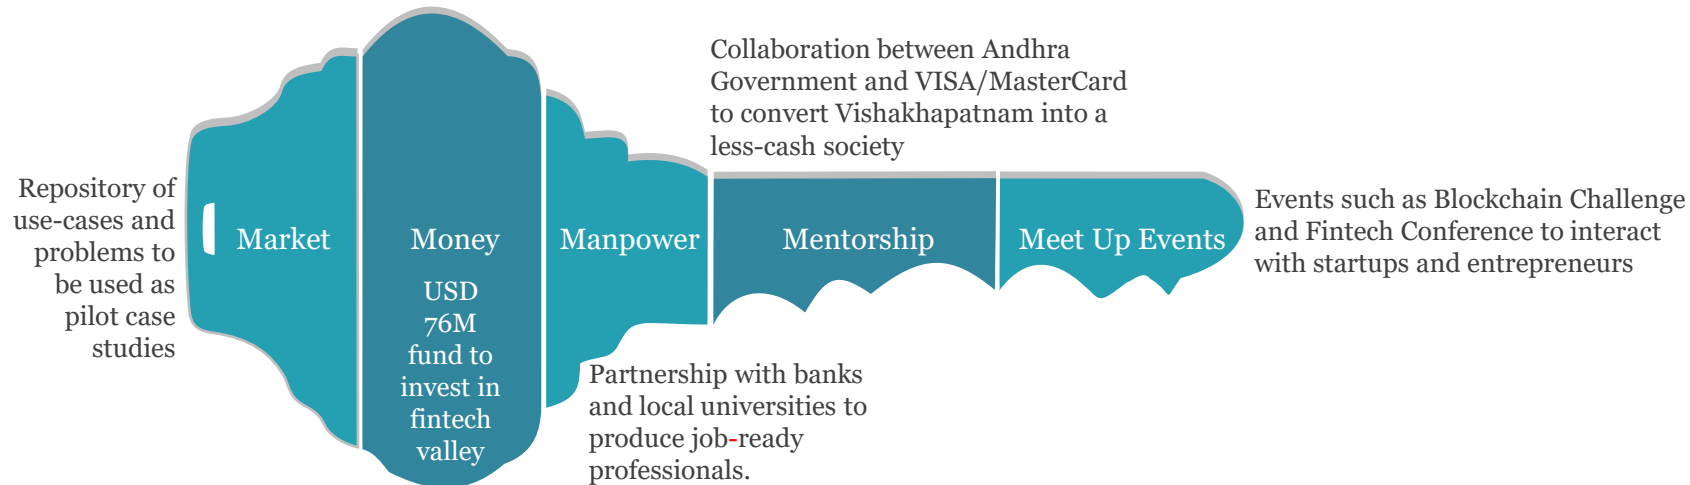 Repository of
use-cases and
problems to
be used as
pilot case
studies
Market
Money
USD
76M
fund to
invest in
fintech
valley
Manpower
Partnership with banks
and local universities to
produce job-ready
professionals.
Collaboration between Andhra
Government and VISA/MasterCard
to convert Vishakhapatnam into a
less-cash society
Mentorship
Meet Up Events
Events such as Blockchain Challenge
and Fintech Conference to interact
with startups and entrepreneurs